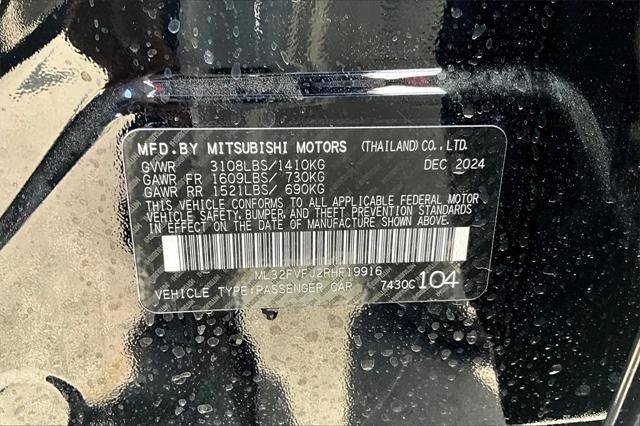 MFD.BY MITSUBISHI MOTORS (THAILAND)CO.,LTD.
GVWR 3108LBS/1410KG DEC 2024
GAWR FR 1609LBS/ 730KG
GAWR RR 1521LBS/ 690KG
THIS VEHICLE CONFORMS TO ALL APPLICABLE FEDERAL MOTOR
VEHICLE SAFETY, BUMPER, AND THEFT PREVENTION STANDARDS
IN EFFECT ON THE DATE OF MANUFACTURE SHOWN ABOVE.
ML32FVFJ2RHF19916
VEHICLE TYPE:PASSENGER CAR 7430C104